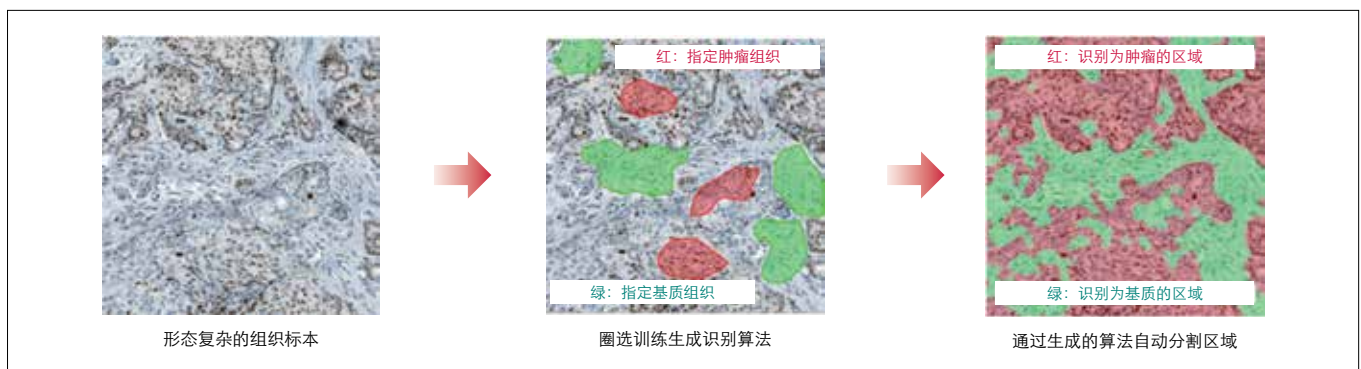 红：指定肿瘤组织
绿：指定基质组织
红：识别为肿瘤的区域
绿：识别为基质的区域
形态复杂的组织标本
圈选训练生成识别算法
通过生成的算法自动分割区域